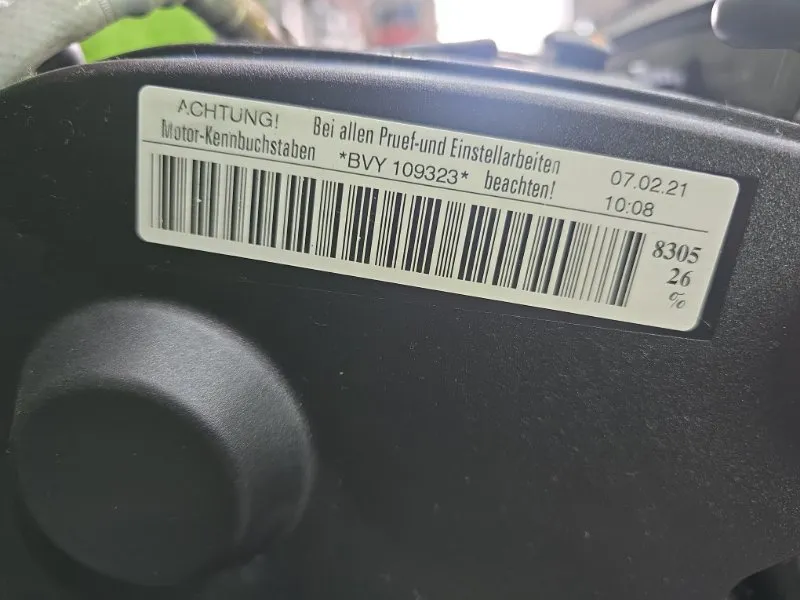 ACHTUNG! Bei allen Pruef-und Einstellarbeiten 07.02.21
Motor-Kennbuchstaben *BVY 109323* beachten! 10:08
8305
26
%